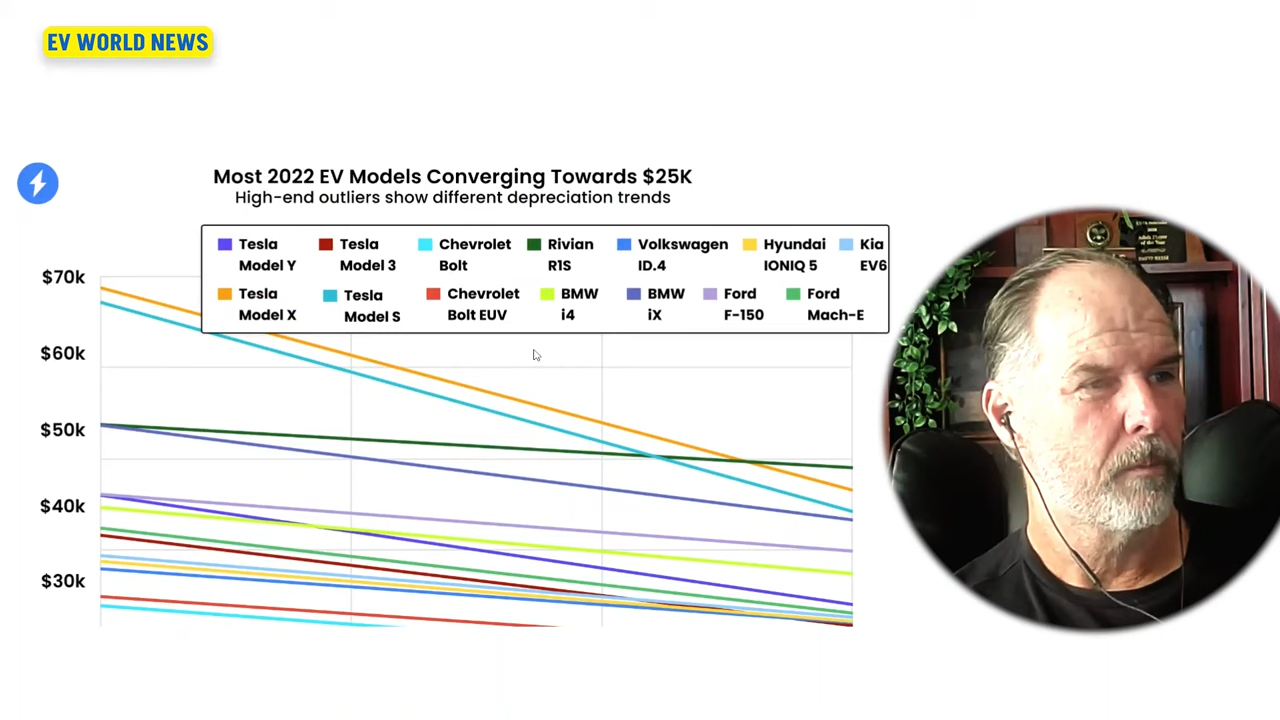 EV WORLD NEWS
Most 2022 EV Models Converging Towards $25K
High-end outliers show different depreciation trends
Tesla Model Y
Tesla Model 3
Chevrolet Bolt
Rivian R1S
Volkswagen ID.4
Hyundai IONIQ 5
Kia EV6
Tesla Model X
Tesla Model S
Chevrolet Bolt EUV
BMW i4
BMW iX
Ford F-150
Ford Mach-E
$70k
$60k
$50k
$40k
$30k